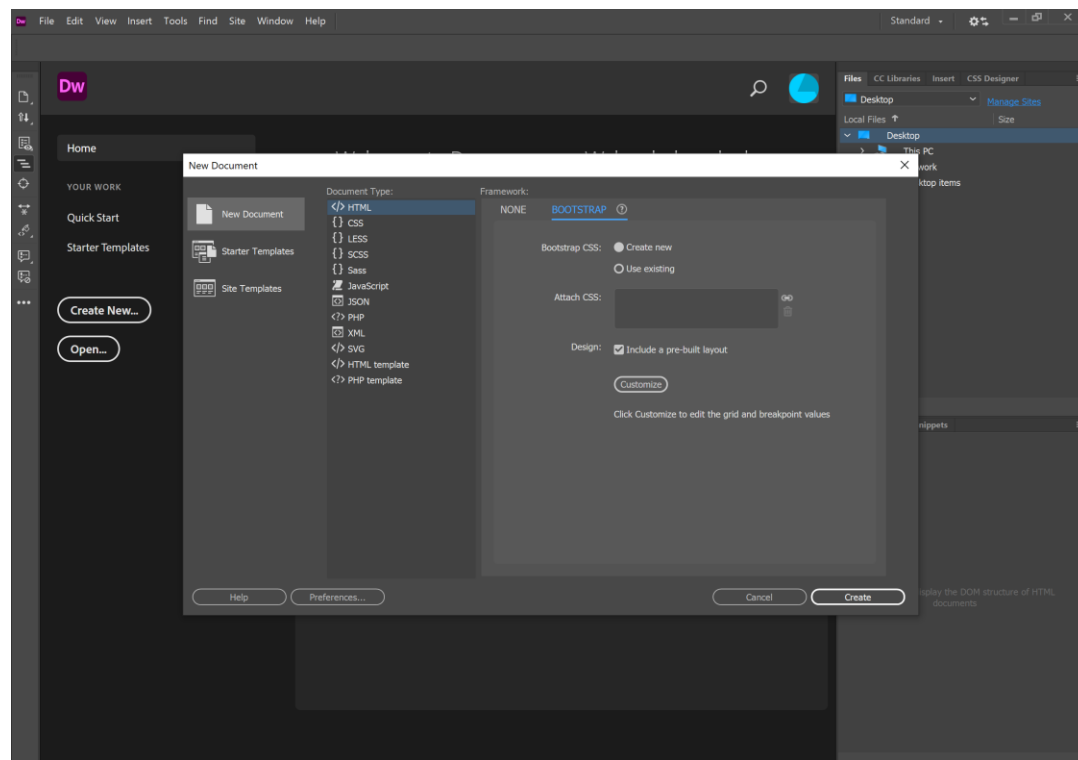 Dw File Edit View Insert Tools Find Site Window Help Standard
Dw
Files CC Libraries Insert CSS Designer
Desktop Manage Sites
Local Files Size
Desktop
This PC
work
ktop items
Home
YOUR WORK
Quick Start
Starter Templates
Create New...
Open...
New Document
New Document
Starter Templates
Site Templates
Document Type:
</> HTML
{} CSS
{} LESS
{} SCSS
{} Sass
JavaScript
JSON
<?> PHP
XML
</> SVG
</> HTML template
<?> PHP template
Framework:
NONE BOOTSTRAP ?
Bootstrap CSS: Create new
Use existing
Attach CSS:
Design: Include a pre-built layout
Customize
Click Customize to edit the grid and breakpoint values
Help Preferences... Cancel Create
nippets
splay the DOM structure of HTML
documents